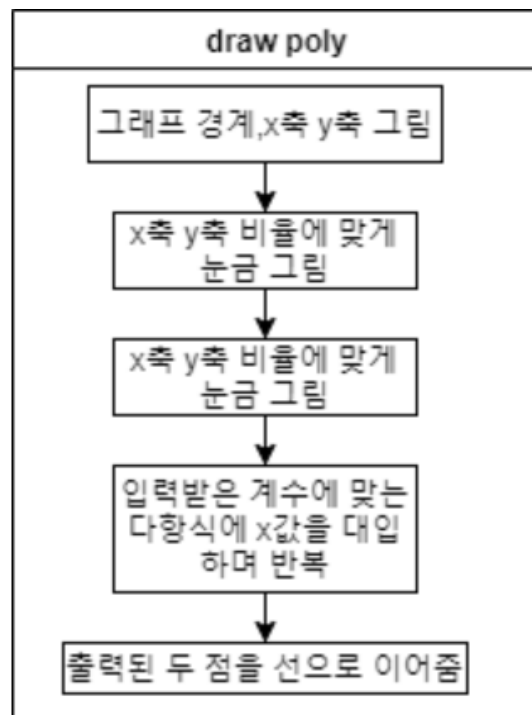 draw poly
그래프 경계,x축 y축 그림
x축 y축 비율에 맞게
눈금 그림
x축 y축 비율에 맞게
눈금 그림
입력받은 계수에 맞는
다항식에 x값을 대입
하며 반복
출력된 두 점을 선으로 이어줌